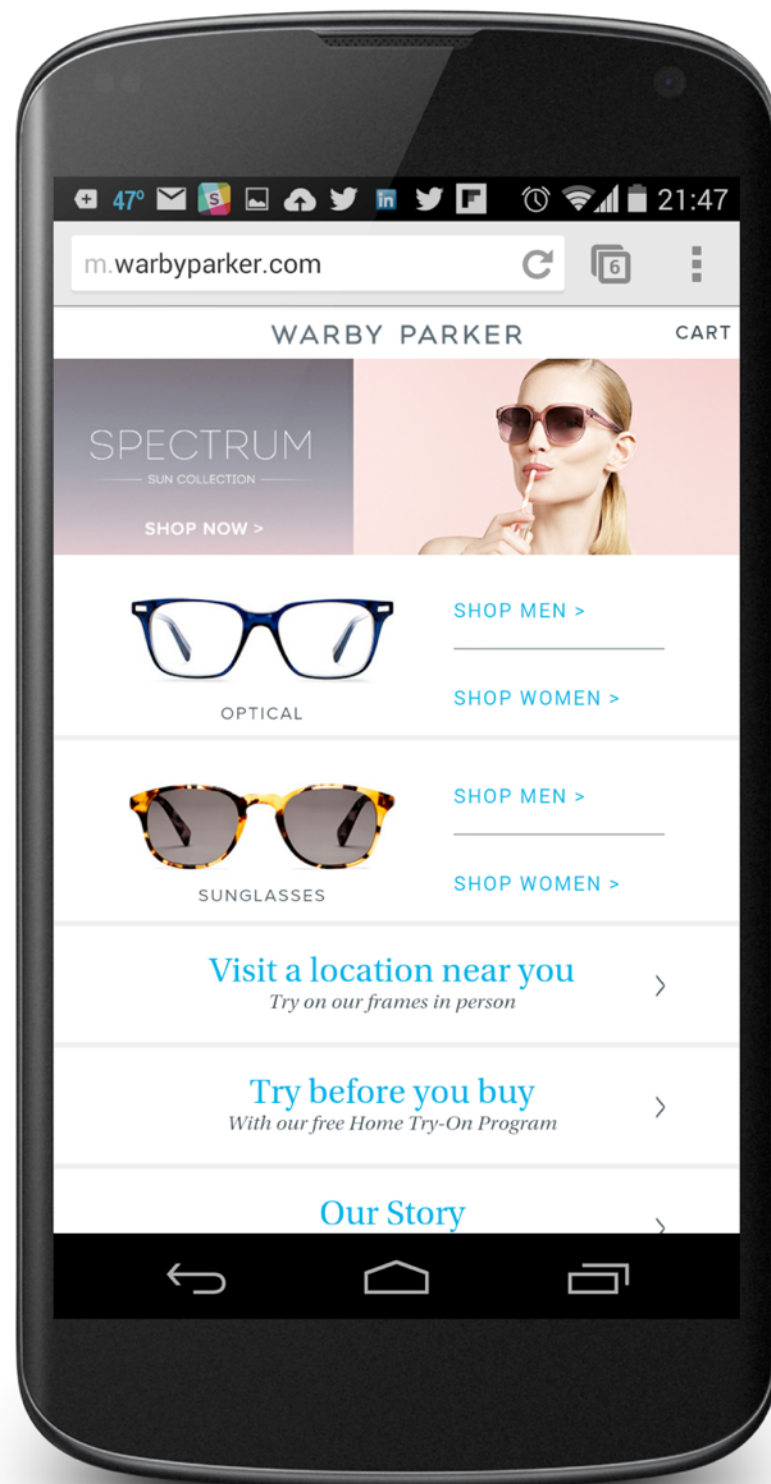 47°
S
in
21:47
m.warbyparker.com
6
WARBY PARKER
CART
SPECTRUM
SUN COLLECTION
SHOP NOW >
OPTICAL
SHOP MEN >
SHOP WOMEN >
SUNGLASSES
SHOP MEN >
SHOP WOMEN >
Visit a location near you
Try on our frames in person
Try before you buy
With our free Home Try-On Program
Our Story